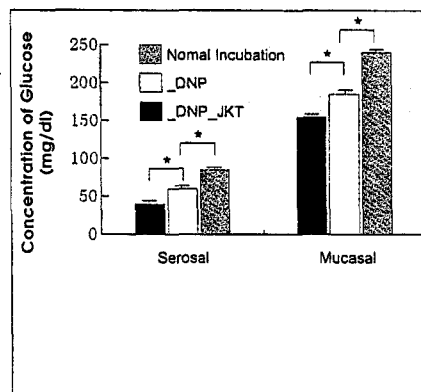 Concentration of Glucose
(mg/dl)
250
200
150
100
50
0
Nomal Incubation
_DNP
_DNP_JKT
*
*
*
*
Serosal
Mucasal